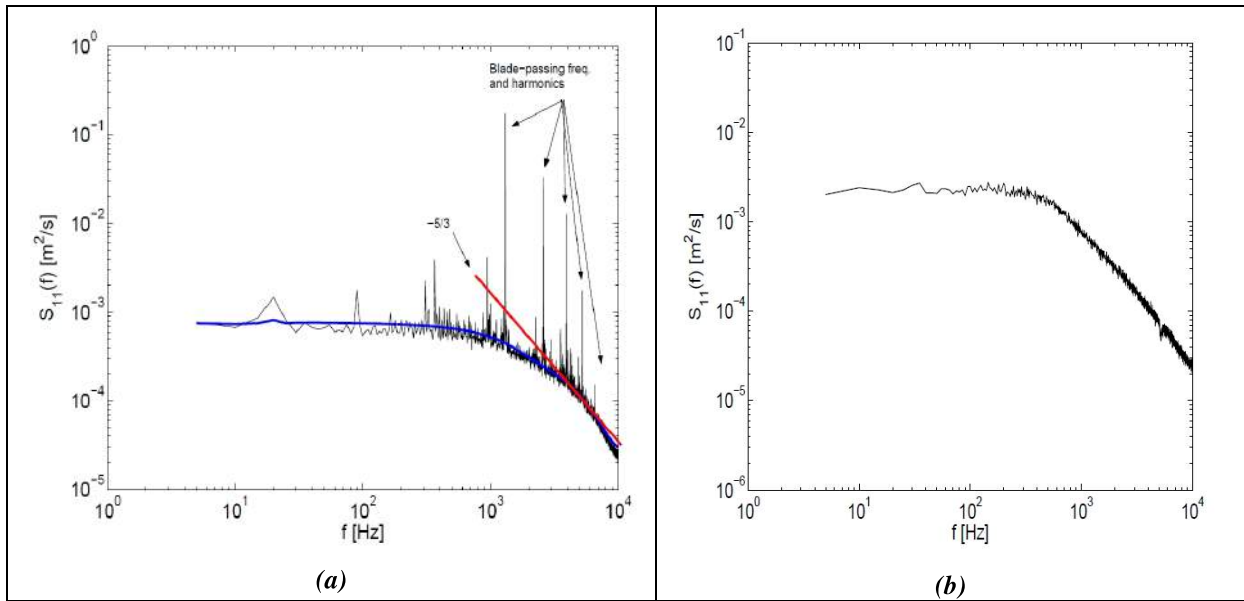 10^0
10^-1
10^-2
10^-3
10^-4
10^-5
S_11(f) [m^2/s]
Blade-passing freq.
and harmonics
-5/3
10^0 10^1 10^2 10^3 10^4
f [Hz]
(a)
10^-1
10^-2
10^-3
10^-4
10^-5
10^-6
S_11(f) [m^2/s]
10^0 10^1 10^2 10^3 10^4
f [Hz]
(b)